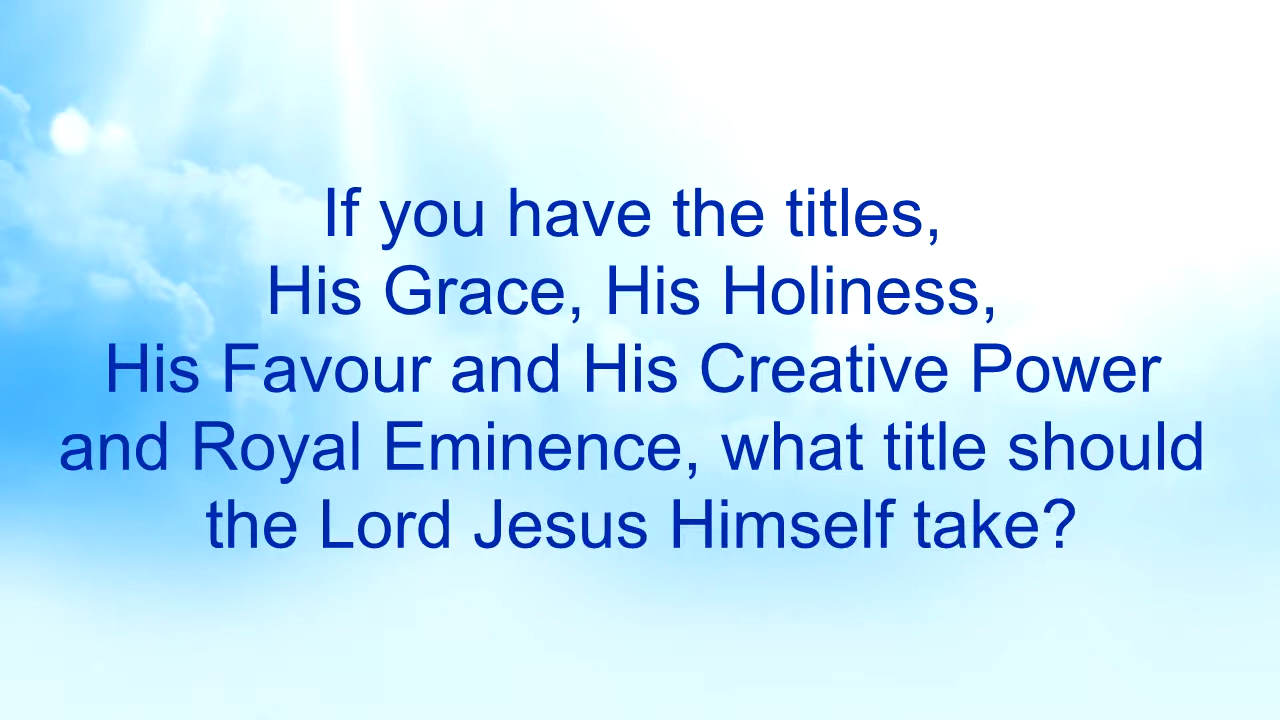 If you have the titles,
His Grace, His Holiness,
His Favour and His Creative Power
and Royal Eminence, what title should
the Lord Jesus Himself take?